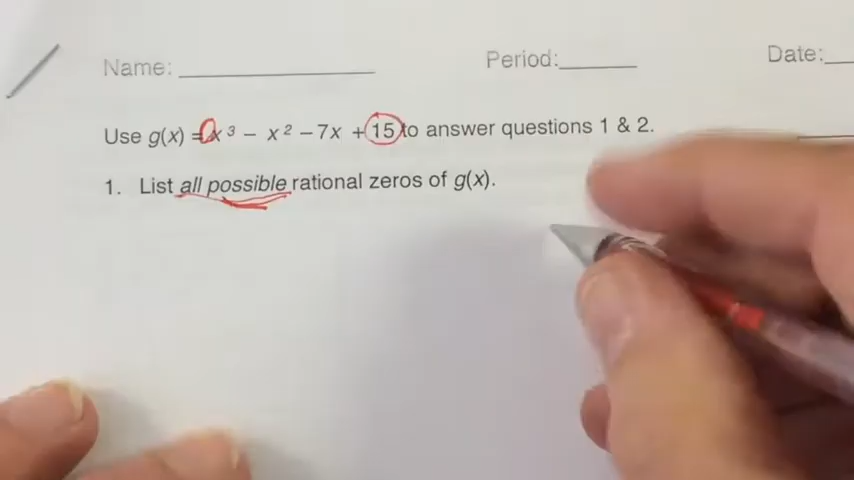 Name: ____________ Period:______ Date:__
Use g(x) = x³ – x² – 7x + 15 to answer questions 1 & 2.
1. List all possible rational zeros of g(x).